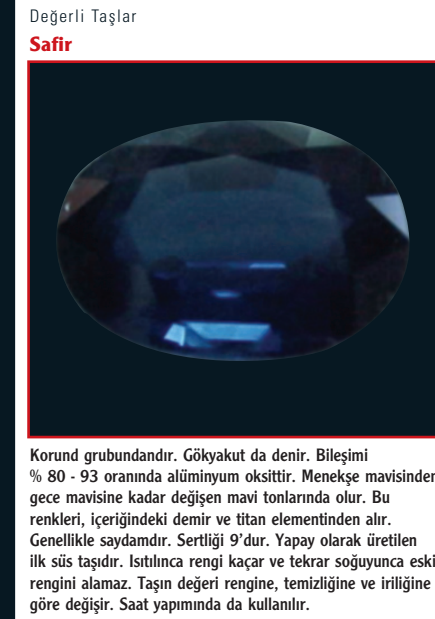 Değerli Taşlar
Safir
Korund grubundandır. Gökyakut da denir. Bileşimi
% 80 - 93 oranında alüminyum oksittir. Menekşe mavisinden
gece mavisine kadar değişen mavi tonlarında olur. Bu
renkleri, içeriğindeki demir ve titan elementinden alır.
Genellikle saydamdır. Sertliği 9’dur. Yapay olarak üretilen
ilk süs taşıdır. Isıtılınca rengi kaçar ve tekrar soğuyunca eski
rengini alamaz. Taşın değeri rengine, temizliğine ve iriliğine
göre değişir. Saat yapımında da kullanılır.